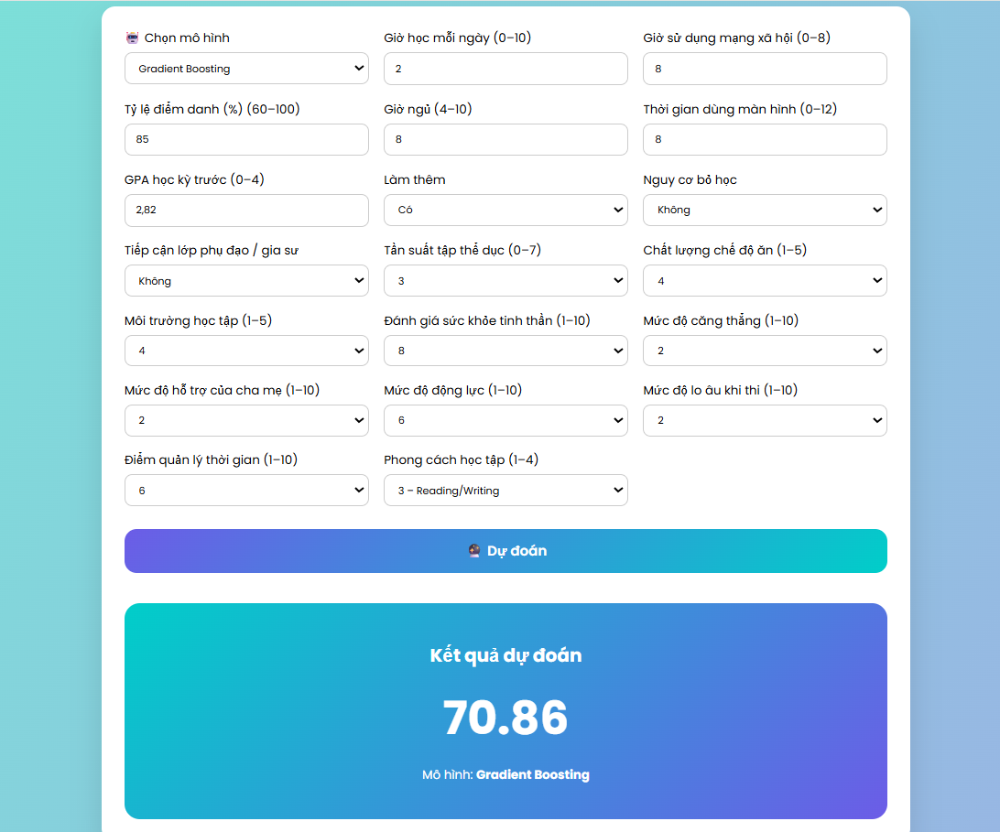 Chọn mô hình
Giờ học mỗi ngày (0–10)
Giờ sử dụng mạng xã hội (0–8)
Gradient Boosting
2
8
Tỷ lệ điểm danh (%) (60–100)
Giờ ngủ (4–10)
Thời gian dùng màn hình (0–12)
85
8
8
GPA học kỳ trước (0–4)
Làm thêm
Nguy cơ bỏ học
2,82
Có
Không
Tiếp cận lớp phụ đạo / gia sư
Tần suất tập thể dục (0–7)
Chất lượng chế độ ăn (1–5)
Không
3
4
Môi trường học tập (1–5)
Đánh giá sức khỏe tinh thần (1–10)
Mức độ căng thẳng (1–10)
4
8
2
Mức độ hỗ trợ của cha mẹ (1–10)
Mức độ động lực (1–10)
Mức độ lo âu khi thi (1–10)
2
6
2
Điểm quản lý thời gian (1–10)
Phong cách học tập (1–4)
6
3 – Reading/Writing
Dự đoán
Kết quả dự đoán
70.86
Mô hình: Gradient Boosting